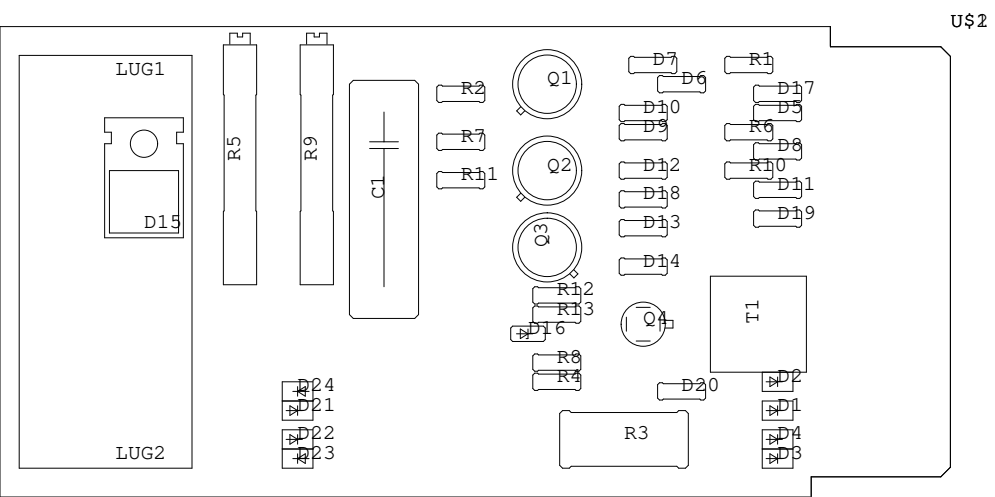 U$2
D7 R1
LUG1 Q1 D6
R2 D17
D10 D5
R7 D9 R6
R5 R9 D8
Q2 D12 R10
C1 R11 D11
D18
D15 D13 D19
Q3
D14
R12
R13 T1
D16 Q4
R8
D24 R4 D20 D2
D21 D1
D22 R3 D4
LUG2 D23 D3